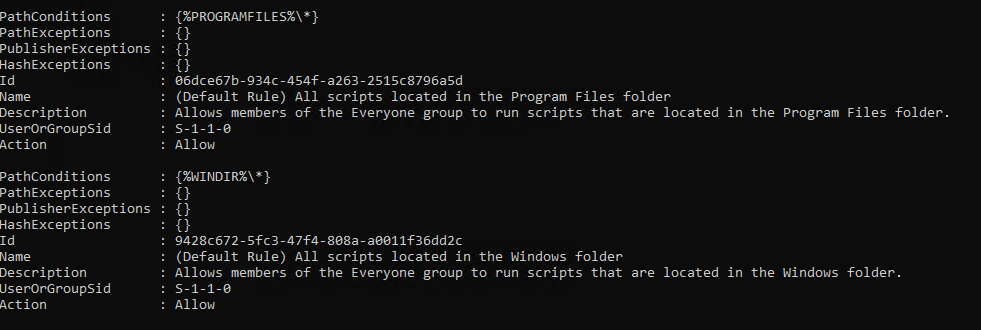 PathConditions      : {%PROGRAMFILES%\*}
PathExceptions      : {}
PublisherExceptions : {}
HashExceptions      : {}
Id                  : 06dce67b-934c-454f-a263-2515c8796a5d
Name                : (Default Rule) All scripts located in the Program Files folder
Description         : Allows members of the Everyone group to run scripts that are located in the Program Files folder.
UserOrGroupSid      : S-1-1-0
Action              : Allow

PathConditions      : {%WINDIR%\*}
PathExceptions      : {}
PublisherExceptions : {}
HashExceptions      : {}
Id                  : 9428c672-5fc3-47f4-808a-a0011f36dd2c
Name                : (Default Rule) All scripts located in the Windows folder
Description         : Allows members of the Everyone group to run scripts that are located in the Windows folder.
UserOrGroupSid      : S-1-1-0
Action              : Allow